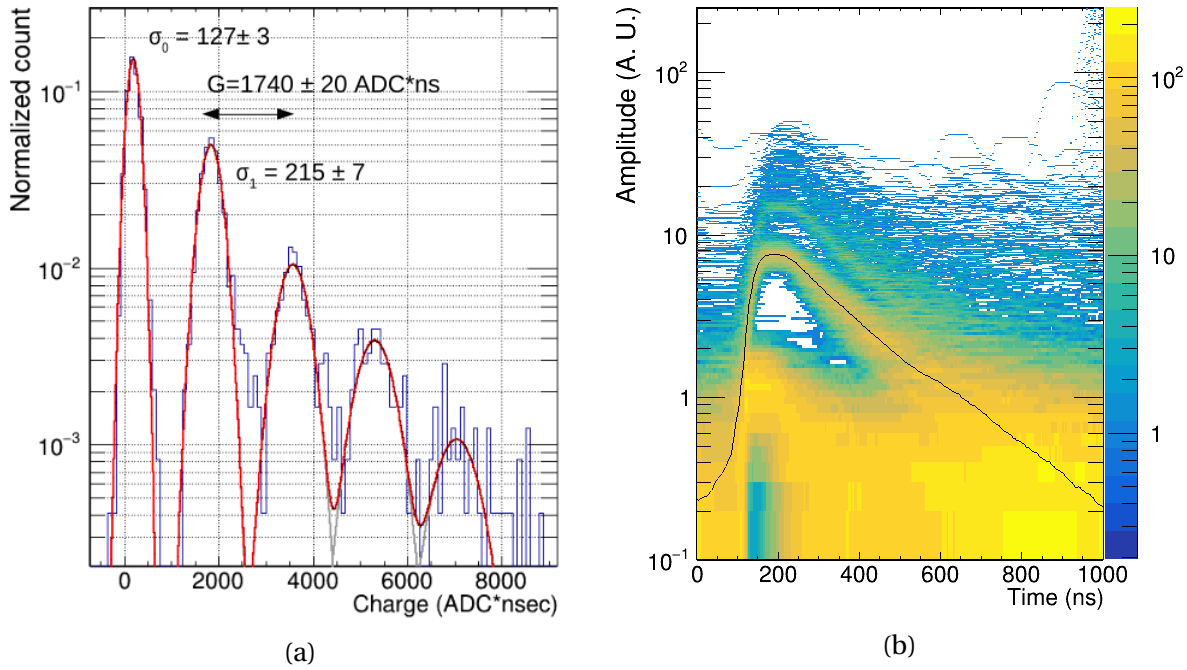 Normalized count
σ0 = 127± 3
G=1740 ± 20 ADC*ns
σ1 = 215 ± 7
10−1
10−2
10−3
0 2000 4000 6000 8000
Charge (ADC*nsec)
(a)
Amplitude (A. U.)
102
10
1
10−1
0 200 400 600 800 1000
Time (ns)
102
10
1
(b)